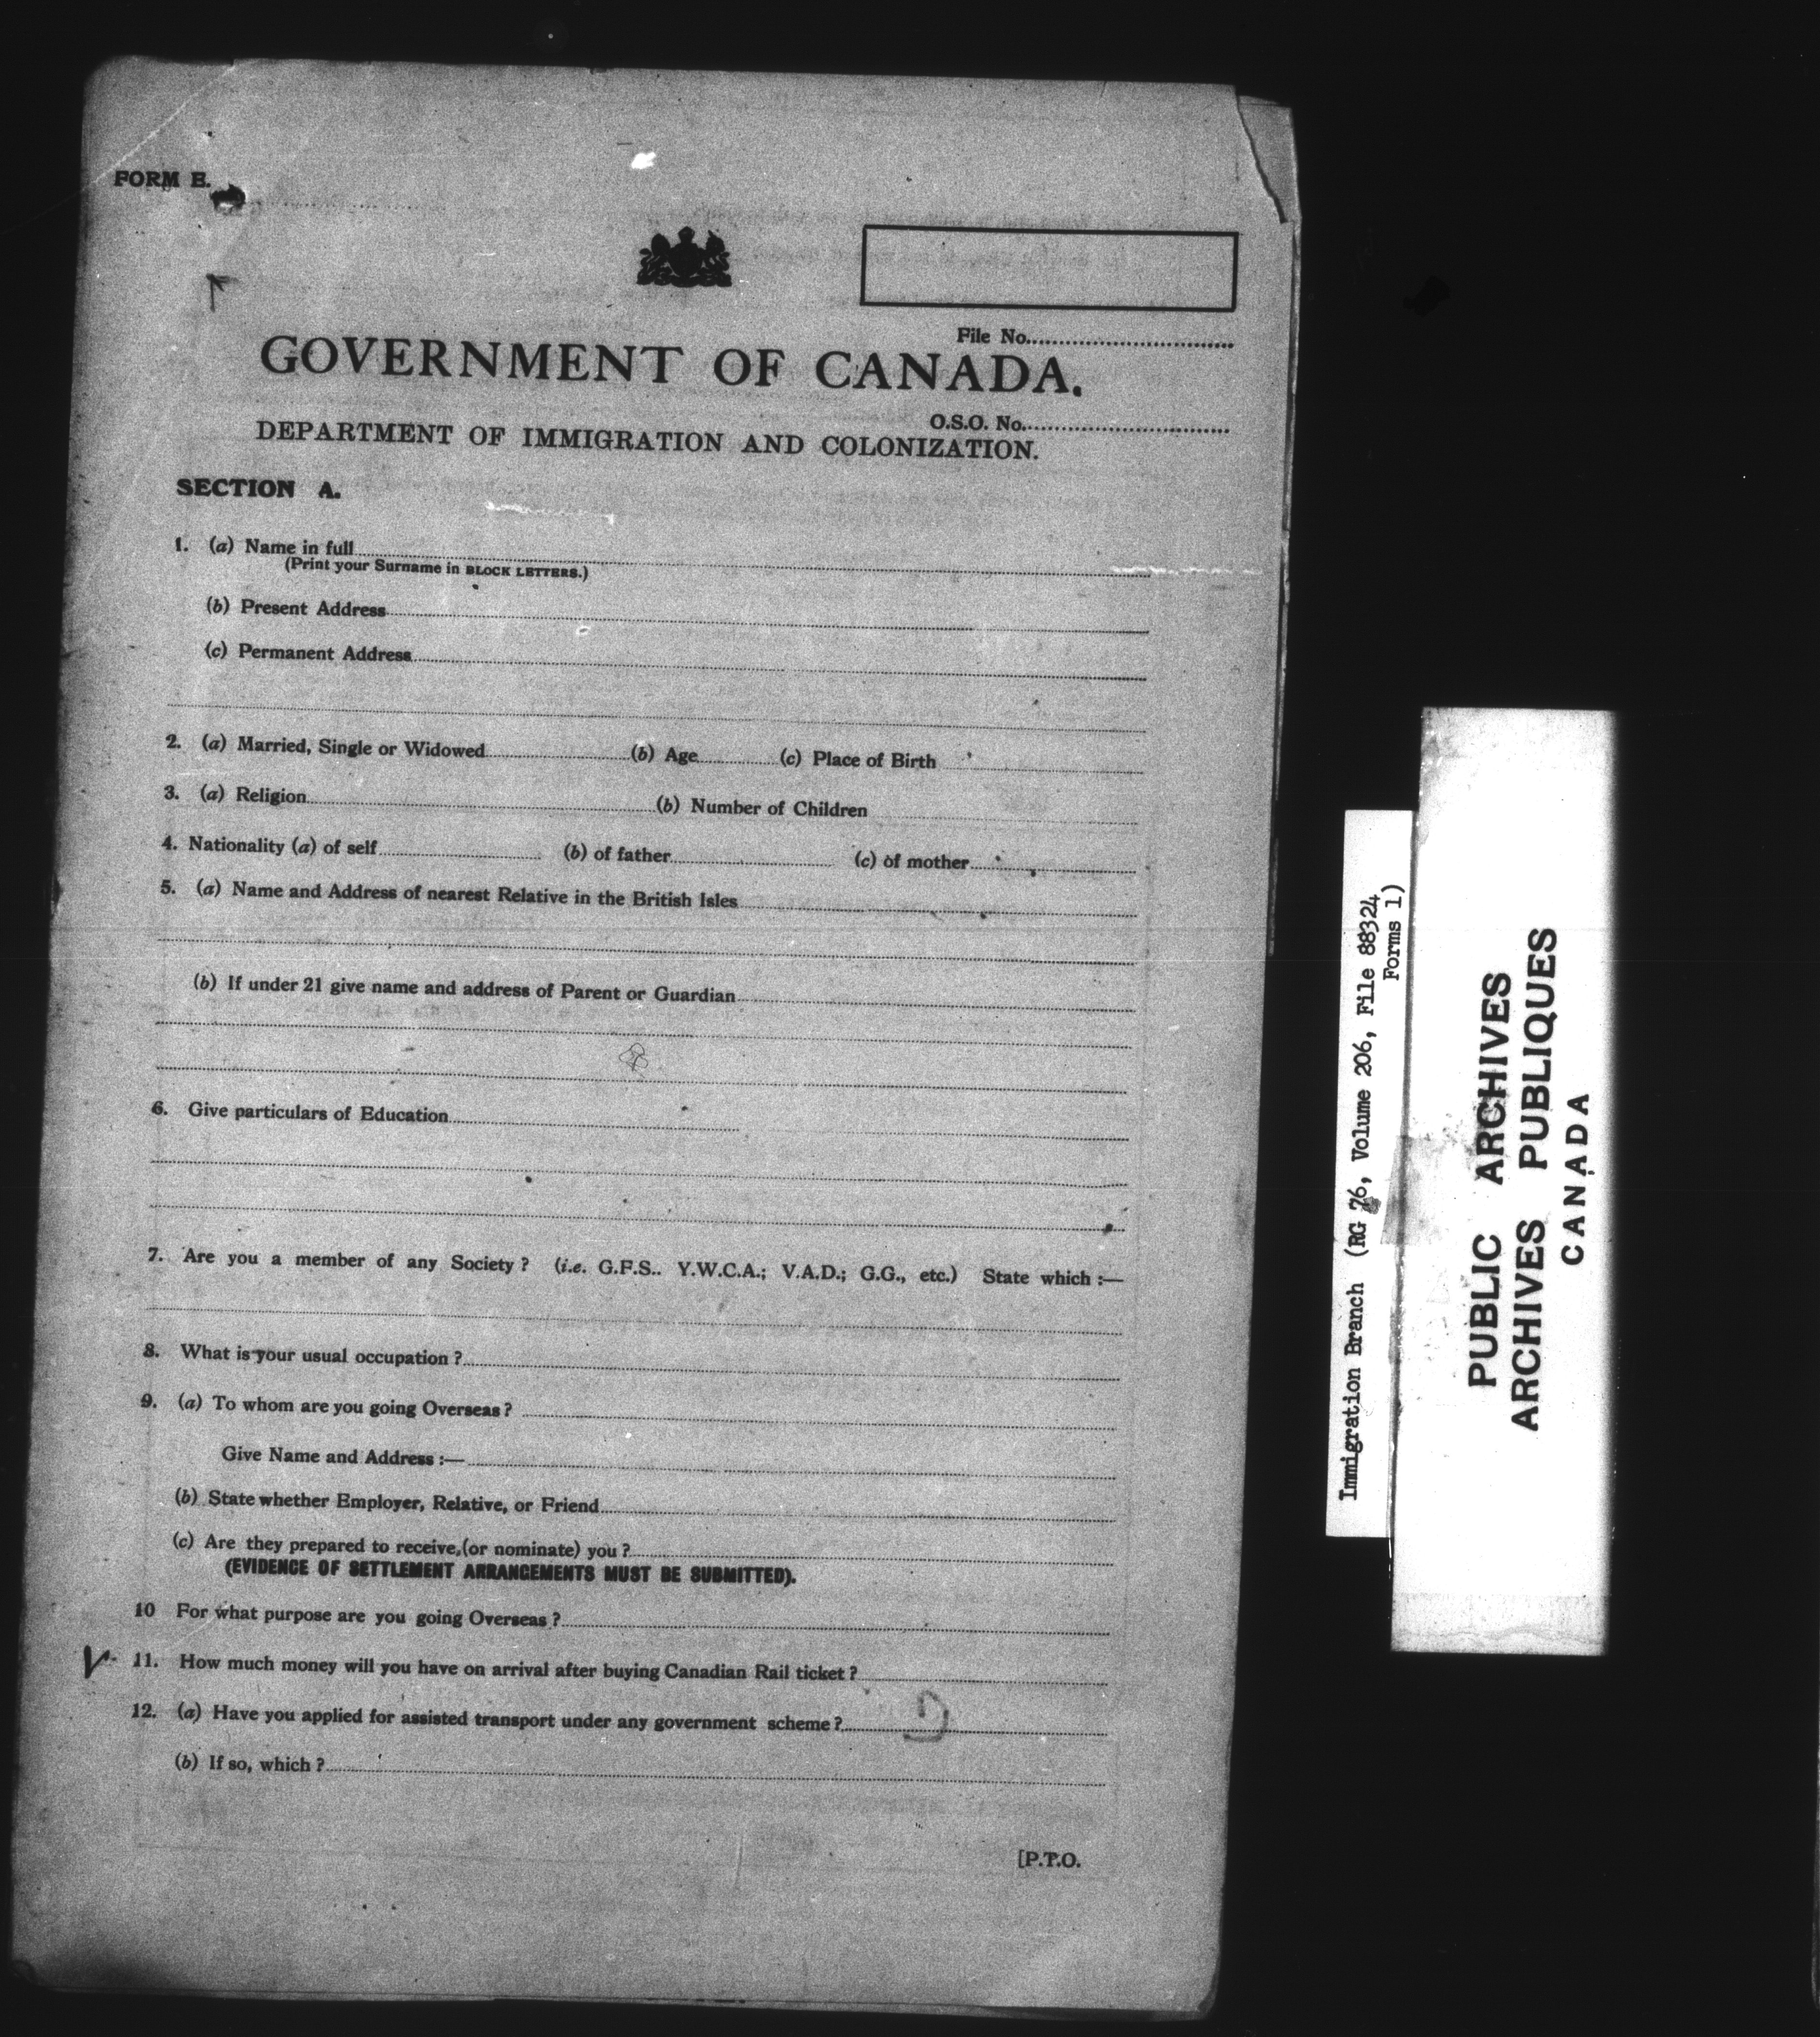 FORM E.
File No.
GOVERNMENT OF CANADA.
O.S.O. No.
DEPARTMENT OF IMMIGRATION AND COLONIZATION.
SECTION A.
1. (a) Name in full
(Print your Surname in BLOCK LETTERS.)
(b) Present Address
(c) Permanent Address
2. (a) Married, Single or Widowed (b) Age (c) Place of Birth
3. (a) Religion (b) Number of Children
4. Nationality (a) of self (b) of father (c) of mother
5. (a) Name and Address of nearest Relative in the British Isles
(b) If under 21 give name and address of Parent or Guardian
6. Give particulars of Education
7. Are you a member of any Society? (i.e. G.F.S.. Y.W.C.A.; V.A.D.; G.G., etc.) State which :—
8. What is your usual occupation?
9. (a) To whom are you going Overseas?
Give Name and Address :—
(b) State whether Employer, Relative, or Friend
(c) Are they prepared to receive,(or nominate) you?
(EVIDENCE OF SETTLEMENT ARRANGEMENTS MUST BE SUBMITTED).
10 For what purpose are you going Overseas?
11. How much money will you have on arrival after buying Canadian Rail ticket?
12. (a) Have you applied for assisted transport under any government scheme?
(b) If so, which?
[P.T.O.
Immigration Branch (RG 76, Volume 206, File 88324
Forms 1)
PUBLIC ARCHIVES
ARCHIVES PUBLIQUES
CANADA